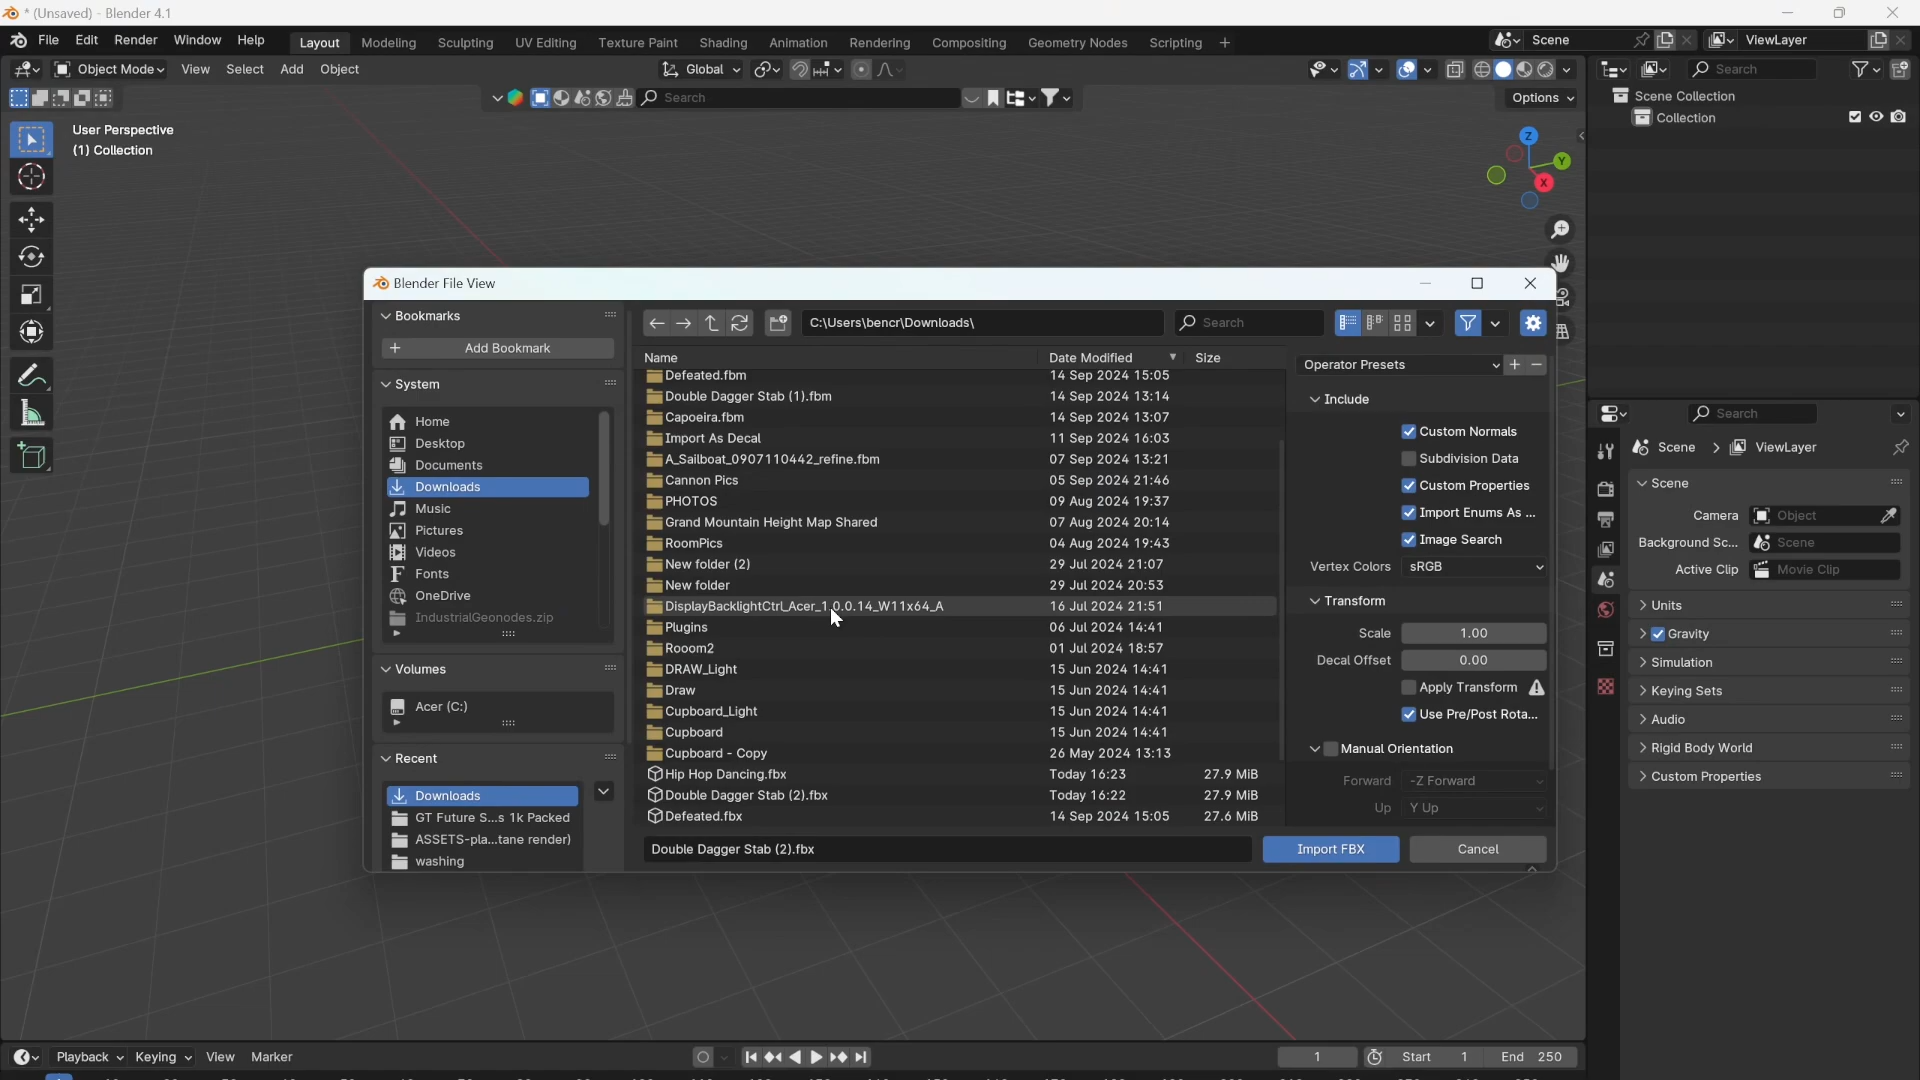 * (Unsaved) - Blender 4.1
File Edit Render Window Help Layout Modeling Sculpting UV Editing Texture Paint Shading Animation Rendering Compositing Geometry Nodes Scripting + Scene ViewLayer
Object Mode View Select Add Object Global Search
Search Options
User Perspective
(1) Collection
Z
Y
X
Scene Collection
Collection
Blender File View
Bookmarks
Add Bookmark
System
Home
Desktop
Documents
Downloads
Music
Pictures
Videos
Fonts
OneDrive
IndustrialGeonodes.zip
Volumes
Acer (C:)
Recent
Downloads
GT Future S...s 1k Packed
ASSETS-pla...tane render)
washing
C:\Users\bencr\Downloads\ Search
Name Date Modified Size
Defeated.fbm 14 Sep 2024 15:05
Double Dagger Stab (1).fbm 14 Sep 2024 13:14
Capoeira.fbm 14 Sep 2024 13:07
Import As Decal 11 Sep 2024 16:03
A_Sailboat_0907110442_refine.fbm 07 Sep 2024 13:21
Cannon Pics 05 Sep 2024 21:46
PHOTOS 09 Aug 2024 19:37
Grand Mountain Height Map Shared 07 Aug 2024 20:14
RoomPics 04 Aug 2024 19:43
New folder (2) 29 Jul 2024 21:07
New folder 29 Jul 2024 20:53
DisplayBacklightCtrl_Acer_1.0.0.14_W11x64_A 16 Jul 2024 21:51
Plugins 06 Jul 2024 14:41
Rooom2 01 Jul 2024 18:57
DRAW_Light 15 Jun 2024 14:41
Draw 15 Jun 2024 14:41
Cupboard_Light 15 Jun 2024 14:41
Cupboard 15 Jun 2024 14:41
Cupboard - Copy 26 May 2024 13:13
Hip Hop Dancing.fbx Today 16:23 27.9 MiB
Double Dagger Stab (2).fbx Today 16:22 27.9 MiB
Defeated.fbx 14 Sep 2024 15:05 27.6 MiB
Double Dagger Stab (2).fbx Import FBX Cancel
Operator Presets
Include
Custom Normals
Subdivision Data
Custom Properties
Import Enums As ...
Image Search
Vertex Colors sRGB
Transform
Scale 1.00
Decal Offset 0.00
Apply Transform
Use Pre/Post Rota...
Manual Orientation
Forward -Z Forward
Up Y Up
Search
Scene ViewLayer
Scene
Camera Object
Background Sc... Scene
Active Clip Movie Clip
Units
Gravity
Simulation
Keying Sets
Audio
Rigid Body World
Custom Properties
Playback Keying View Marker 1 Start 1 End 250